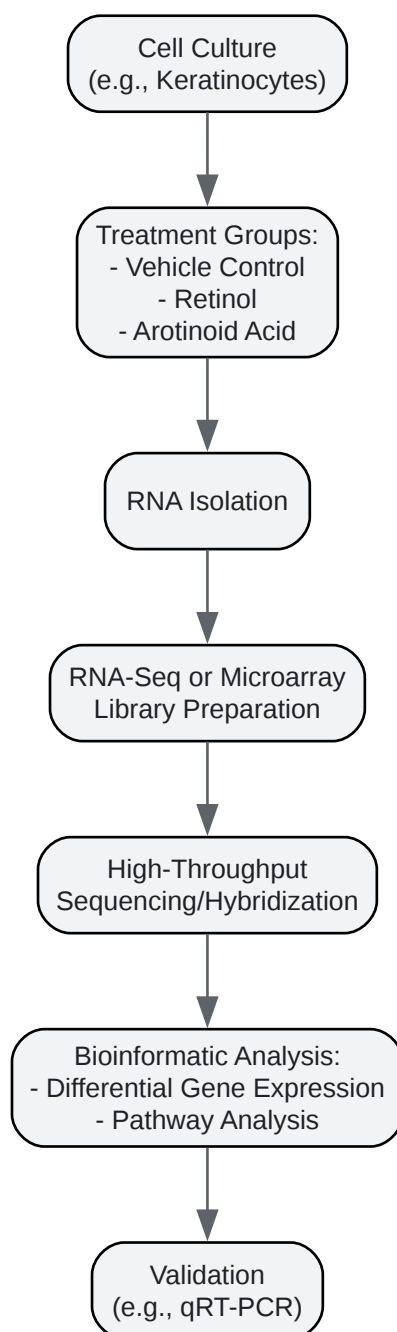 Cell Culture
(e.g., Keratinocytes)
Treatment Groups:
- Vehicle Control
- Retinol
- Arotinoid Acid
RNA Isolation
RNA-Seq or Microarray
Library Preparation
High-Throughput
Sequencing/Hybridization
Bioinformatic Analysis:
- Differential Gene Expression
- Pathway Analysis
Validation
(e.g., qRT-PCR)